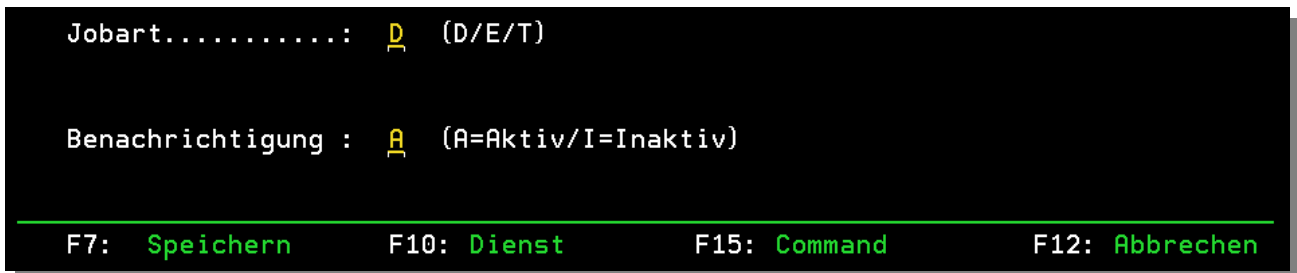 Jobart...........: D (D/E/T)
Benachrichtigung : A (A=Aktiv/I=Inaktiv)
F7: Speichern F10: Dienst F15: Command F12: Abbrechen